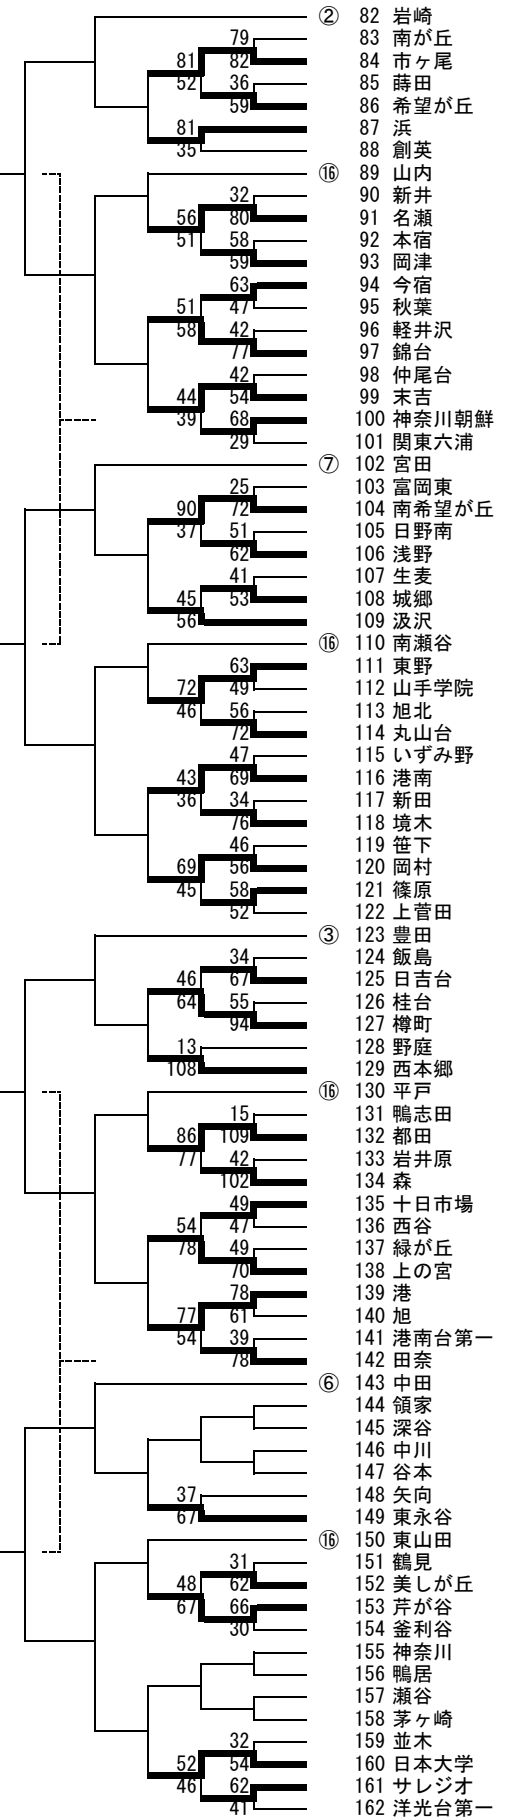 ② 82 岩崎
79 83 南が丘
81 82 84 市ヶ尾
52 36 85 蒔田
59 86 希望が丘
81 87 浜
35 88 創英
⑯ 89 山内
32 90 新井
56 80 91 名瀬
51 58 92 本宿
59 93 岡津
63 94 今宿
51 47 95 秋葉
58 42 96 軽井沢
77 97 錦台
42 98 仲尾台
44 54 99 末吉
39 68 100 神奈川朝鮮
29 101 関東六浦
⑦ 102 宮田
25 103 富岡東
90 72 104 南希望が丘
37 51 105 日野南
62 106 浅野
41 107 生麦
45 53 108 城郷
56 109 汲沢
⑯ 110 南瀬谷
63 111 東野
72 49 112 山手学院
46 56 113 旭北
72 114 丸山台
47 115 いずみ野
43 69 116 港南
36 34 117 新田
76 118 境木
46 119 笹下
69 56 120 岡村
45 58 121 篠原
52 122 上菅田
③ 123 豊田
34 124 飯島
46 67 125 日吉台
64 55 126 桂台
94 127 樽町
13 128 野庭
108 129 西本郷
⑯ 130 平戸
15 131 鴨志田
86 109 132 都田
77 42 133 岩井原
102 134 森
49 135 十日市場
54 47 136 西谷
78 49 137 緑が丘
70 138 上の宮
78 139 港
77 61 140 旭
54 39 141 港南台第一
78 142 田奈
⑥ 143 中田
144 領家
145 深谷
146 中川
147 谷本
37 148 矢向
67 149 東永谷
⑯ 150 東山田
31 151 鶴見
48 62 152 美しが丘
67 66 153 芹が谷
30 154 釜利谷
155 神奈川
156 鴨居
157 瀬谷
158 茅ヶ崎
32 159 並木
52 54 160 日本大学
46 62 161 サレジオ
41 162 洋光台第一